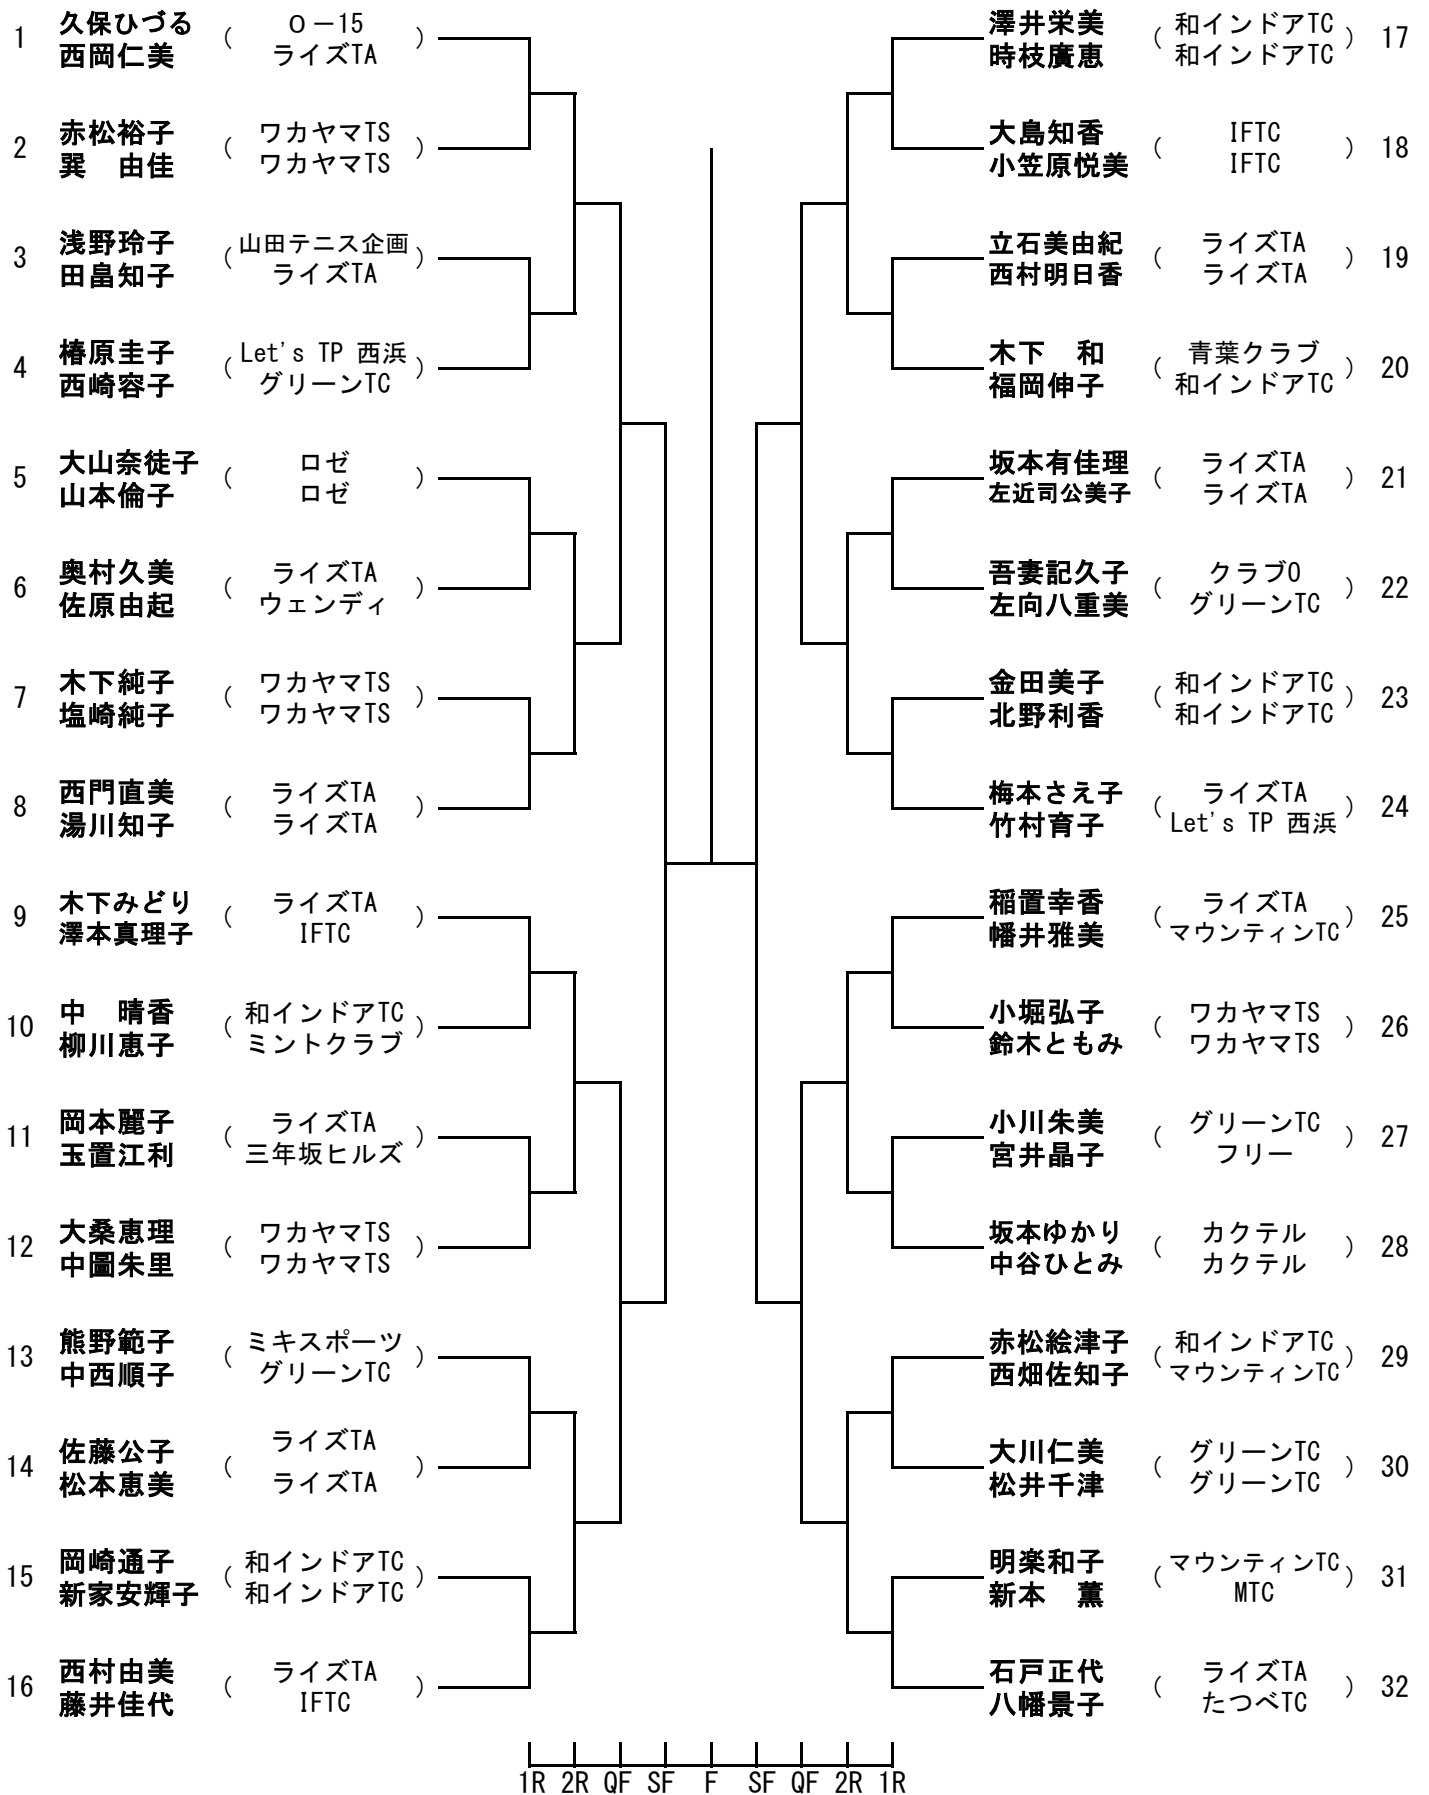 1 久保ひづる ( Ｏ－15 )
西岡仁美 ライズTA
2 赤松裕子 ( ワカヤマTS )
巽　由佳 ワカヤマTS
3 浅野玲子 ( 山田テニス企画 )
田畠知子 ライズTA
4 椿原圭子 ( Let's TP 西浜 )
西崎容子 グリーンTC
5 大山奈徒子 ( ロゼ )
山本倫子 ロゼ
6 奥村久美 ( ライズTA )
佐原由起 ウェンディ
7 木下純子 ( ワカヤマTS )
塩崎純子 ワカヤマTS
8 西門直美 ( ライズTA )
湯川知子 ライズTA
9 木下みどり ( ライズTA )
澤本真理子 IFTC
10 中　晴香 ( 和インドアTC )
柳川恵子 ミントクラブ
11 岡本麗子 ( ライズTA )
玉置江利 三年坂ヒルズ
12 大桑恵理 ( ワカヤマTS )
中圖朱里 ワカヤマTS
13 熊野範子 ( ミキスポーツ )
中西順子 グリーンTC
14 佐藤公子 ( ライズTA )
松本恵美 ライズTA
15 岡崎通子 ( 和インドアTC )
新家安輝子 和インドアTC
16 西村由美 ( ライズTA )
藤井佳代 IFTC
澤井栄美 ( 和インドアTC ) 17
時枝廣恵 和インドアTC
大島知香 ( IFTC ) 18
小笠原悦美 IFTC
立石美由紀 ( ライズTA ) 19
西村明日香 ライズTA
木下　和 ( 青葉クラブ ) 20
福岡伸子 和インドアTC
坂本有佳理 ( ライズTA ) 21
左近司公美子 ライズTA
吾妻記久子 ( クラブO ) 22
左向八重美 グリーンTC
金田美子 ( 和インドアTC ) 23
北野利香 和インドアTC
梅本さえ子 ( ライズTA ) 24
竹村育子 Let's TP 西浜
稲置幸香 ( ライズTA ) 25
幡井雅美 マウンティンTC
小堀弘子 ( ワカヤマTS ) 26
鈴木ともみ ワカヤマTS
小川朱美 ( グリーンTC ) 27
宮井晶子 フリー
坂本ゆかり ( カクテル ) 28
中谷ひとみ カクテル
赤松絵津子 ( 和インドアTC ) 29
西畑佐知子 マウンティンTC
大川仁美 ( グリーンTC ) 30
松井千津 グリーンTC
明楽和子 ( マウンティンTC ) 31
新本　薫 MTC
石戸正代 ( ライズTA ) 32
八幡景子 たつべTC
1R 2R QF SF F SF QF 2R 1R